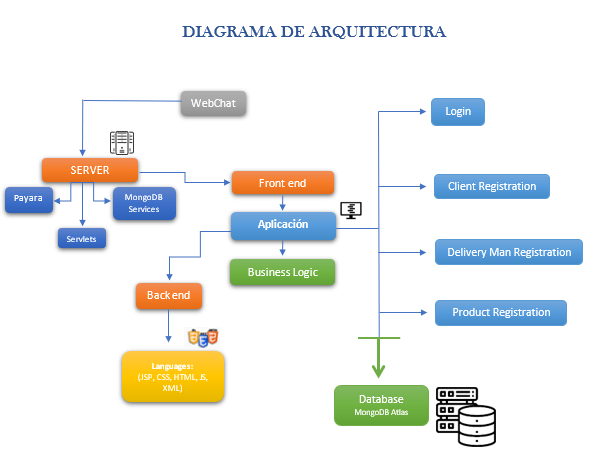 DIAGRAMA DE ARQUITECTURA
WebChat
Login
SERVER
Front end
Client Registration
Payara
MongoDB
Services
Aplicación
Servlets
Delivery Man Registration
Business Logic
Back end
Product Registration
Languages:
(JSP, CSS, HTML, JS,
XML)
Database
MongoDB Atlas